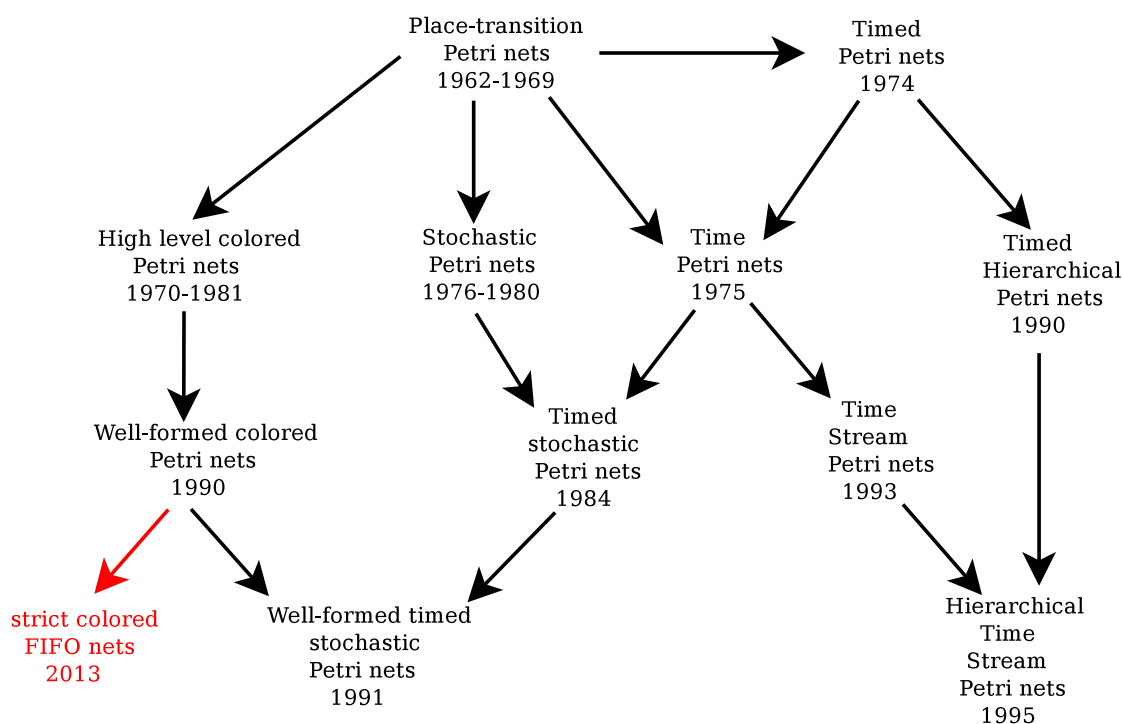 Place-transition
Petri nets
1962-1969
Timed
Petri nets
1974
High level colored
Petri nets
1970-1981
Stochastic
Petri nets
1976-1980
Time
Petri nets
1975
Timed
Hierarchical
Petri nets
1990
Well-formed colored
Petri nets
1990
Timed
stochastic
Petri nets
1984
Time
Stream
Petri nets
1993
strict colored
FIFO nets
2013
Well-formed timed
stochastic
Petri nets
1991
Hierarchical
Time
Stream
Petri nets
1995